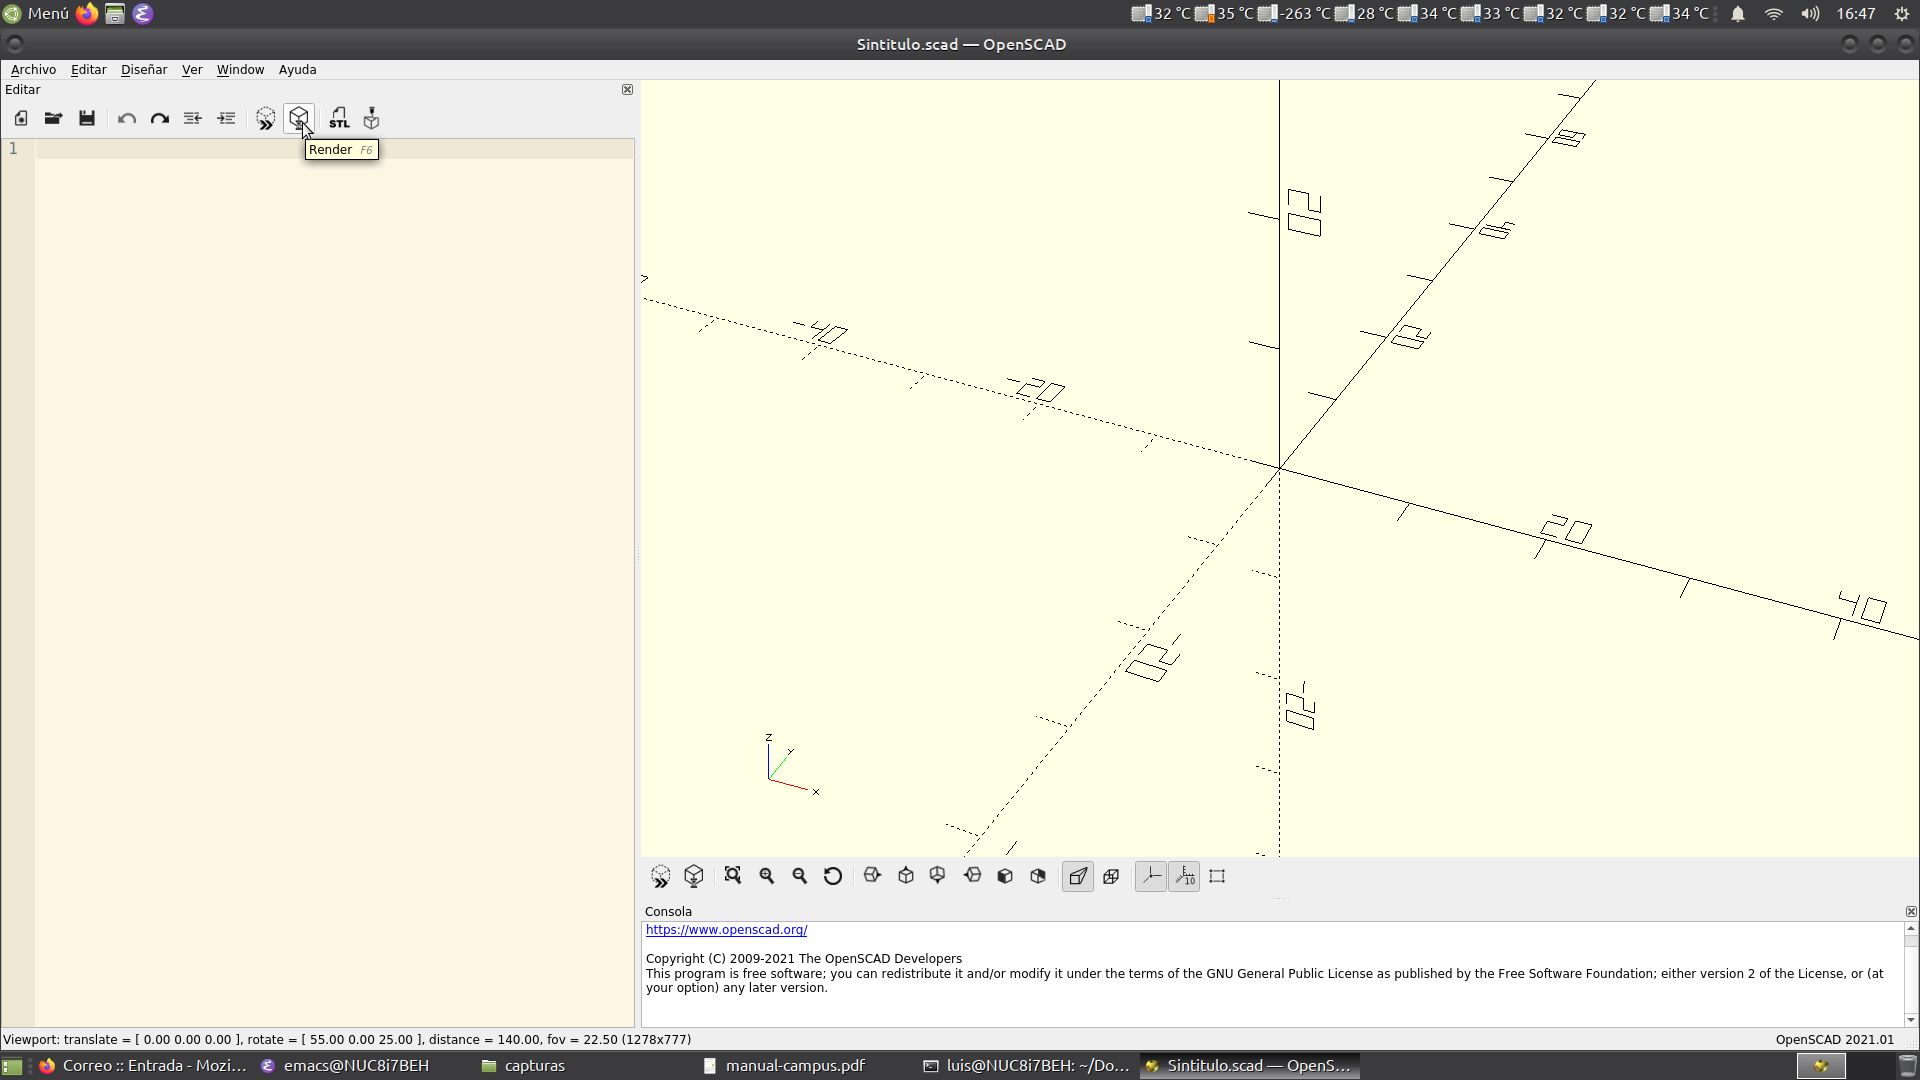 Menú 32 °C 35 °C -263 °C 28 °C 34 °C 33 °C 32 °C 32 °C 34 °C 16:47
Sintitulo.scad — OpenSCAD
Archivo Editar Diseñar Ver Window Ayuda
Editar
STL
1
Render F6
20
-40
-20
20
40
20
-20
-20
Z
Y
X
10
Consola
https://www.openscad.org/
Copyright (C) 2009-2021 The OpenSCAD Developers
This program is free software; you can redistribute it and/or modify it under the terms of the GNU General Public License as published by the Free Software Foundation; either version 2 of the License, or (at
your option) any later version.
Viewport: translate = [ 0.00 0.00 0.00 ], rotate = [ 55.00 0.00 25.00 ], distance = 140.00, fov = 22.50 (1278x777)
OpenSCAD 2021.01
Correo :: Entrada - Mozi... emacs@NUC8i7BEH capturas manual-campus.pdf luis@NUC8i7BEH: ~/Do... Sintitulo.scad — OpenS...